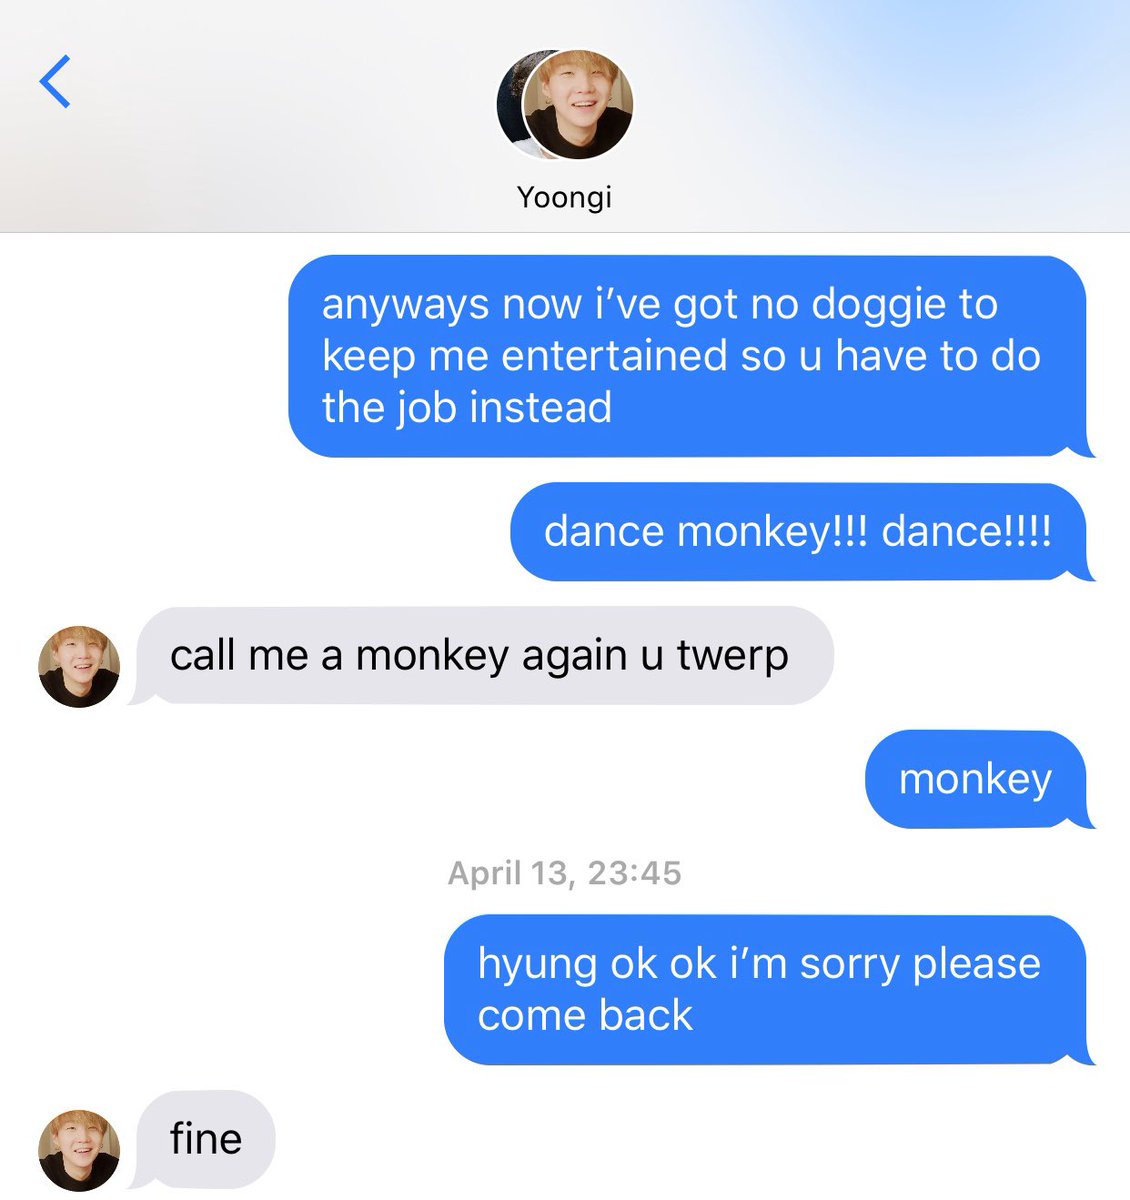 Yoongi
anyways now i’ve got no doggie to
keep me entertained so u have to do
the job instead
dance monkey!!! dance!!!!
call me a monkey again u twerp
monkey
April 13, 23:45
hyung ok ok i’m sorry please
come back
fine